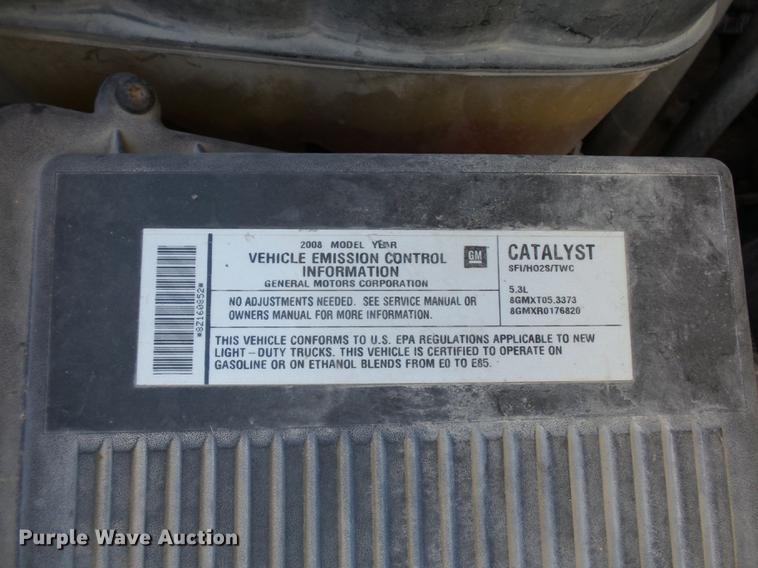 *8Z160852*
2008 MODEL YEAR
VEHICLE EMISSION CONTROL
INFORMATION
GENERAL MOTORS CORPORATION
GM
NO ADJUSTMENTS NEEDED. SEE SERVICE MANUAL OR
OWNERS MANUAL FOR MORE INFORMATION.
CATALYST
SFI/HO2S/TWC
5.3L
8GMXT05.3373
8GMXR0176820
THIS VEHICLE CONFORMS TO U.S. EPA REGULATIONS APPLICABLE TO NEW
LIGHT-DUTY TRUCKS. THIS VEHICLE IS CERTIFIED TO OPERATE ON
GASOLINE OR ON ETHANOL BLENDS FROM E0 TO E85.
Purple Wave Auction®